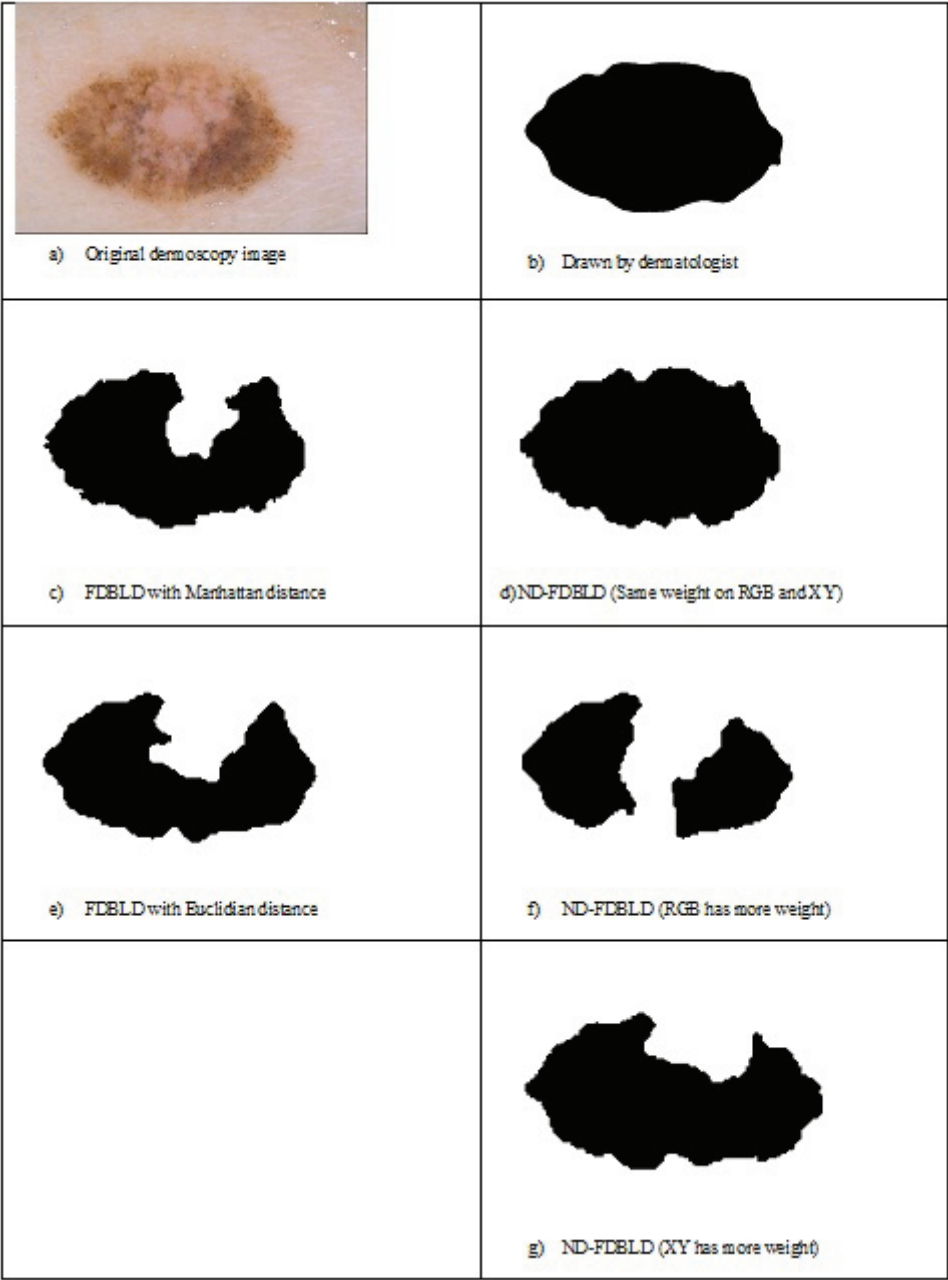 a) Original dermoscopy image
b) Drawn by dermatologist
c) FDBLD with Manhattan distance
d)ND-FDBLD (Same weight on RGB and XY)
e) FDBLD with Euclidian distance
f) ND-FDBLD (RGB has more weight)
g) ND-FDBLD (XY has more weight)